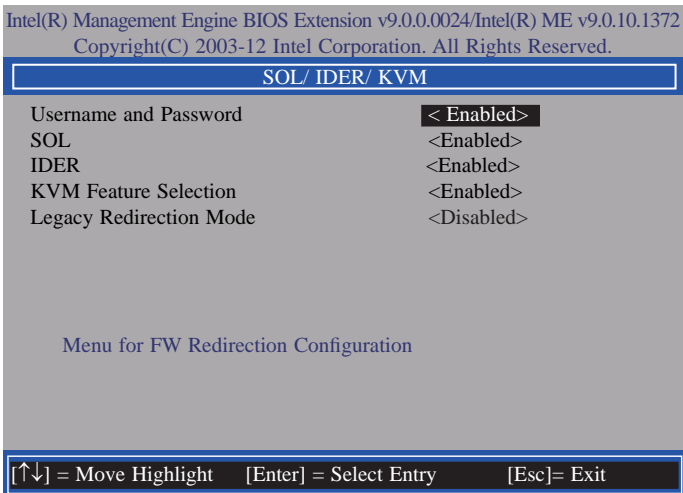 Intel(R) Management Engine BIOS Extension v9.0.0.0024/Intel(R) ME v9.0.10.1372
Copyright(C) 2003-12 Intel Corporation. All Rights Reserved.
SOL/ IDER/ KVM
Username and Password < Enabled>
SOL <Enabled>
IDER <Enabled>
KVM Feature Selection <Enabled>
Legacy Redirection Mode <Disabled>
Menu for FW Redirection Configuration
[↑↓] = Move Highlight [Enter] = Select Entry [Esc]= Exit